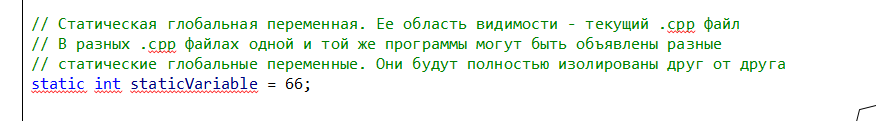 // Статическая глобальная переменная. Ее область видимости - текущий .cpp файл
// В разных .cpp файлах одной и той же программы могут быть объявлены разные
// статические глобальные переменные. Они будут полностью изолированы друг от друга
static int staticVariable = 66;